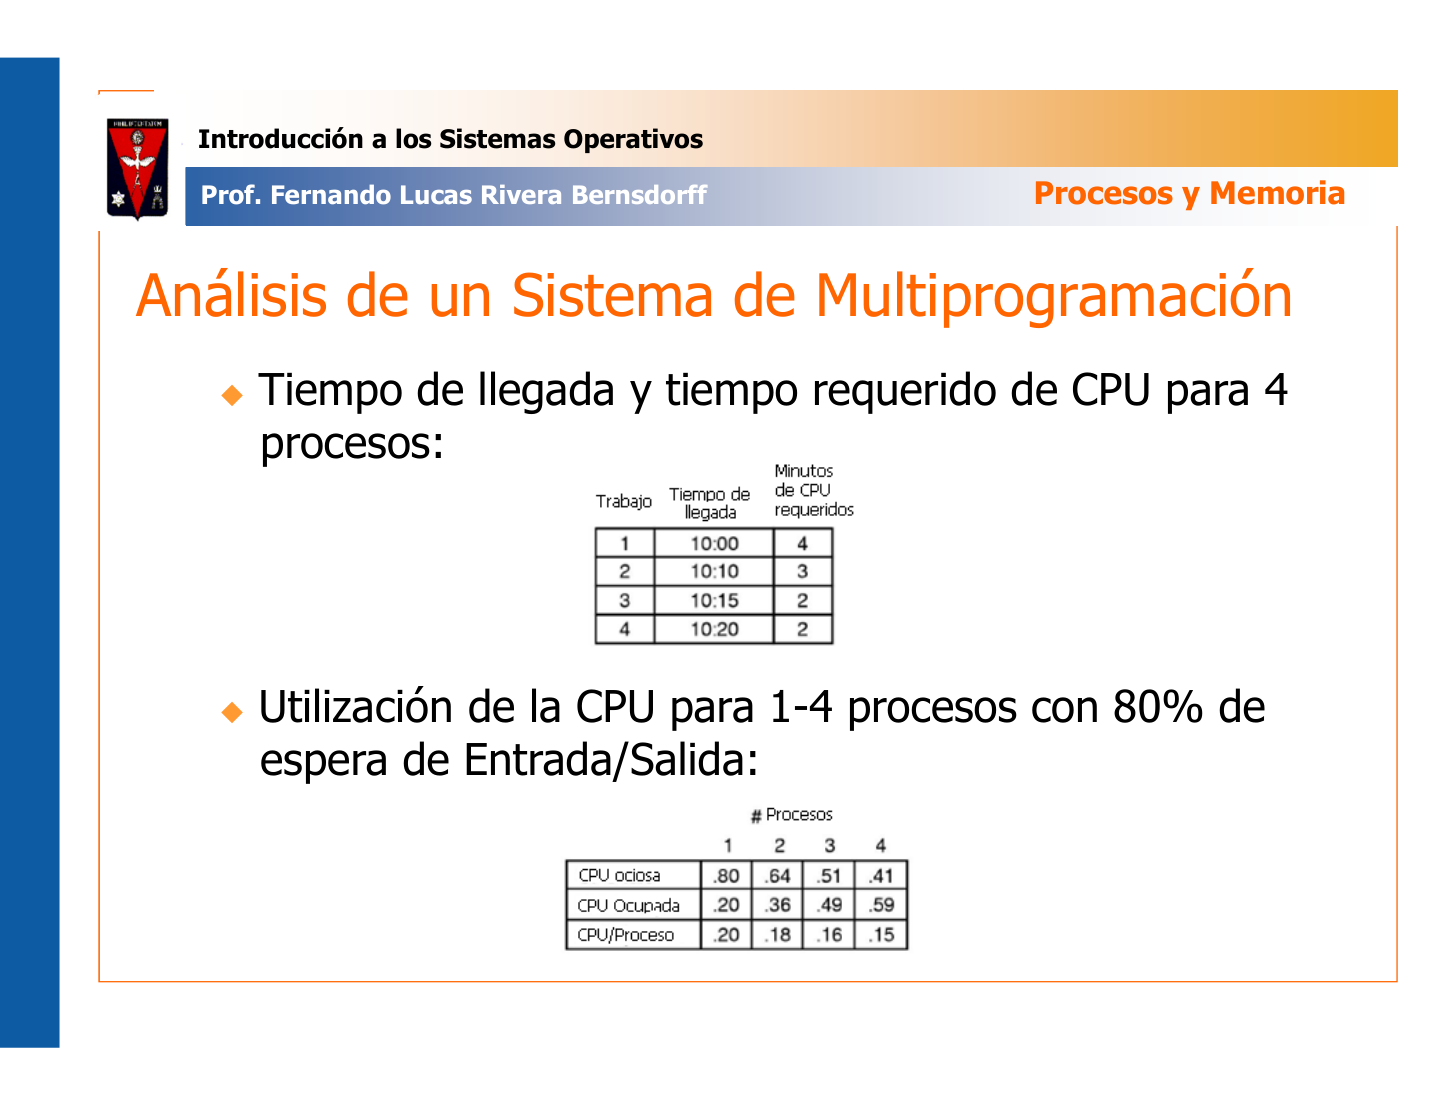 Introducción a los Sistemas Operativos
Prof. Fernando Lucas Rivera Bernsdorff
Procesos y Memoria
Análisis de un Sistema de Multiprogramación
Tiempo de llegada y tiempo requerido de CPU para 4
procesos:
Trabajo Tiempo de llegada Minutos de CPU requeridos
1 10:00 4
2 10:10 3
3 10:15 2
4 10:20 2
Utilización de la CPU para 1-4 procesos con 80% de
espera de Entrada/Salida:
# Procesos
1 2 3 4
CPU ociosa .80 .64 .51 .41
CPU Ocupada .20 .36 .49 .59
CPU/Proceso .20 .18 .16 .15